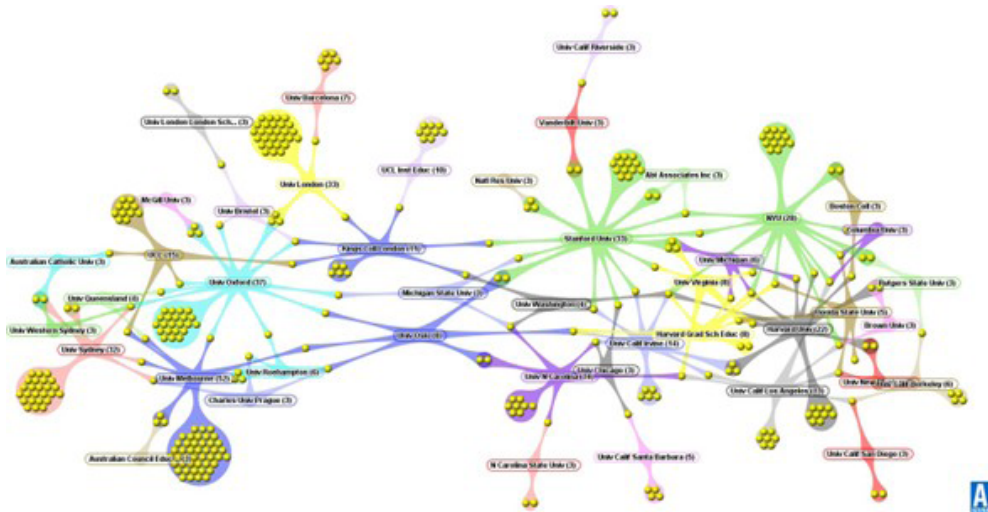 Univ Calif Riverside (3)
Univ Barcelona (7)
Univ London London Sch... (3)
Vanderbilt Univ (3)
UCL Inst Educ (10)
Natl Res Univ (3)
Abt Associates Inc (3)
Univ London (33)
McGill Univ (3)
Univ Bristol (3)
NYU (28)
Boston Coll (3)
Columbia Univ (3)
Stanford Univ (33)
Kings Coll London (15)
UCL (15)
Australian Catholic Univ (3)
Univ Michigan (6)
Univ Oxford (37)
Univ Virginia (8)
Rutgers State Univ (3)
Michigan State Univ
Univ Queensland (4)
Univ Washington (4)
State Univ (5)
Brown Univ (3)
Univ Western Sydney (3)
Univ Oslo (8)
Harvard Grad Sch Educ (8)
Harvard Univ (22)
Univ Calif Irvine (14)
Univ Sydney (32)
Univ Roehampton (6)
Univ Chicago (3)
Univ Melbourne
Univ N Carolina
Univ Calif Los Angeles
Berkeley (6)
Charles Univ Prague (3)
Australian Council Educ
N Carolina State Univ (3)
Univ Calif Santa Barbara (5)
Univ Calif San Diego (3)
A